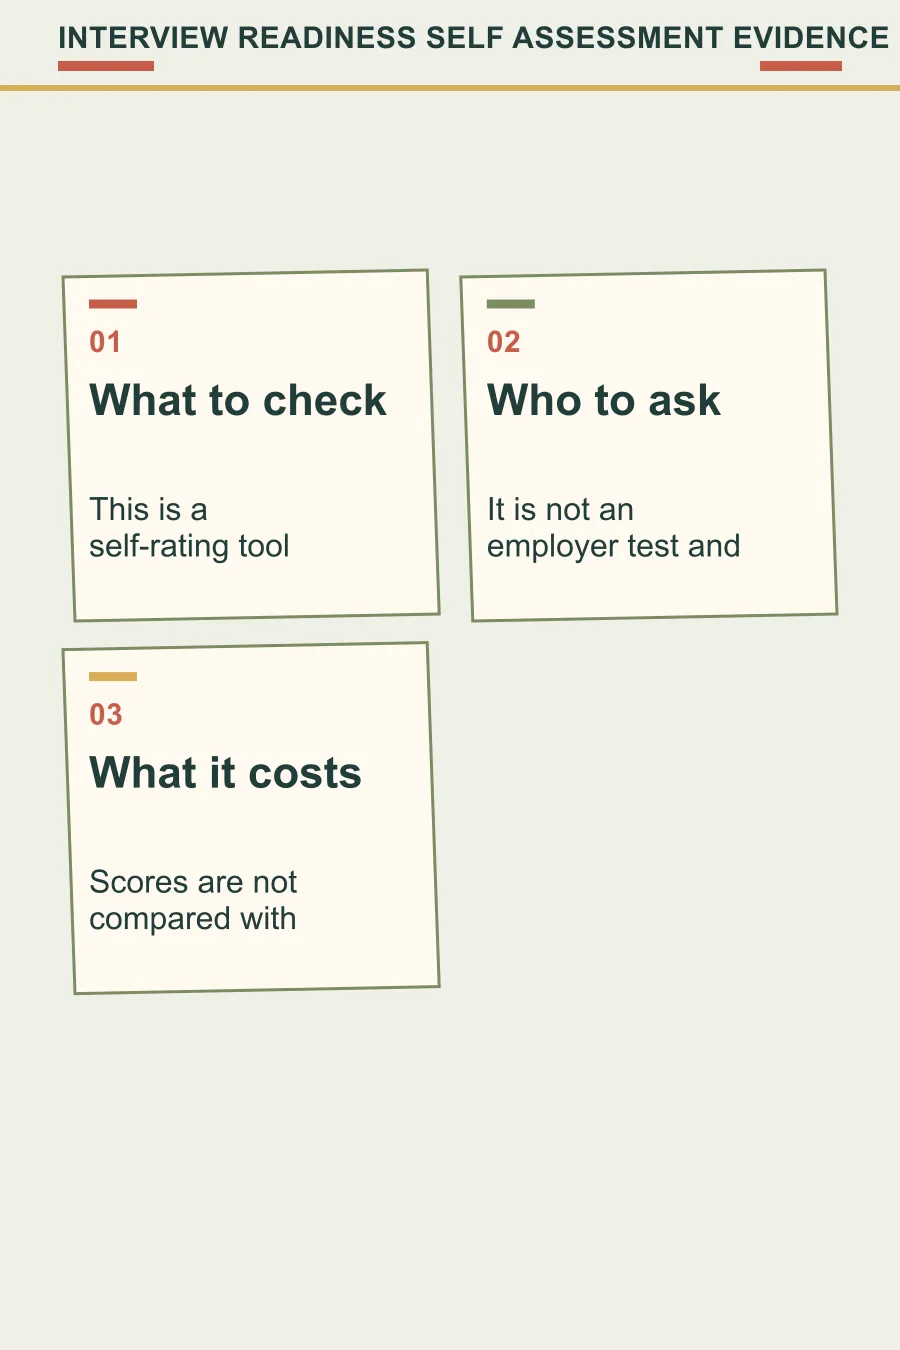 INTERVIEW READINESS SELF ASSESSMENT EVIDENCE
01
What to check
This is a
self-rating tool
02
Who to ask
It is not an
employer test and
03
What it costs
Scores are not
compared with